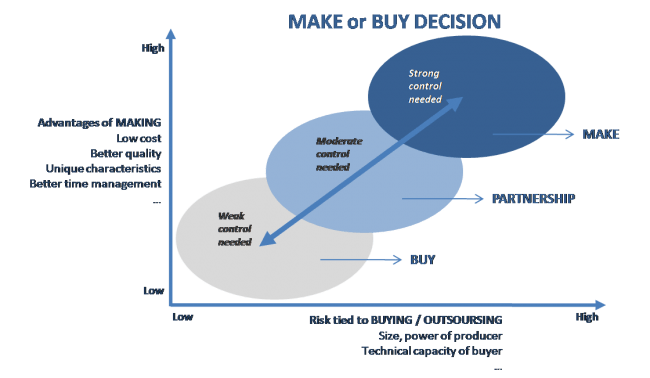 MAKE or BUY DECISION
High
Strong
control
needed
Advantages of MAKING
Low cost
Better quality
Unique characteristics
Better time management
...
MAKE
Moderate
control
needed
PARTNERSHIP
Weak
control
needed
BUY
Low
Low
Risk tied to BUYING / OUTSOURSING
High
Size, power of producer
Technical capacity of buyer
...